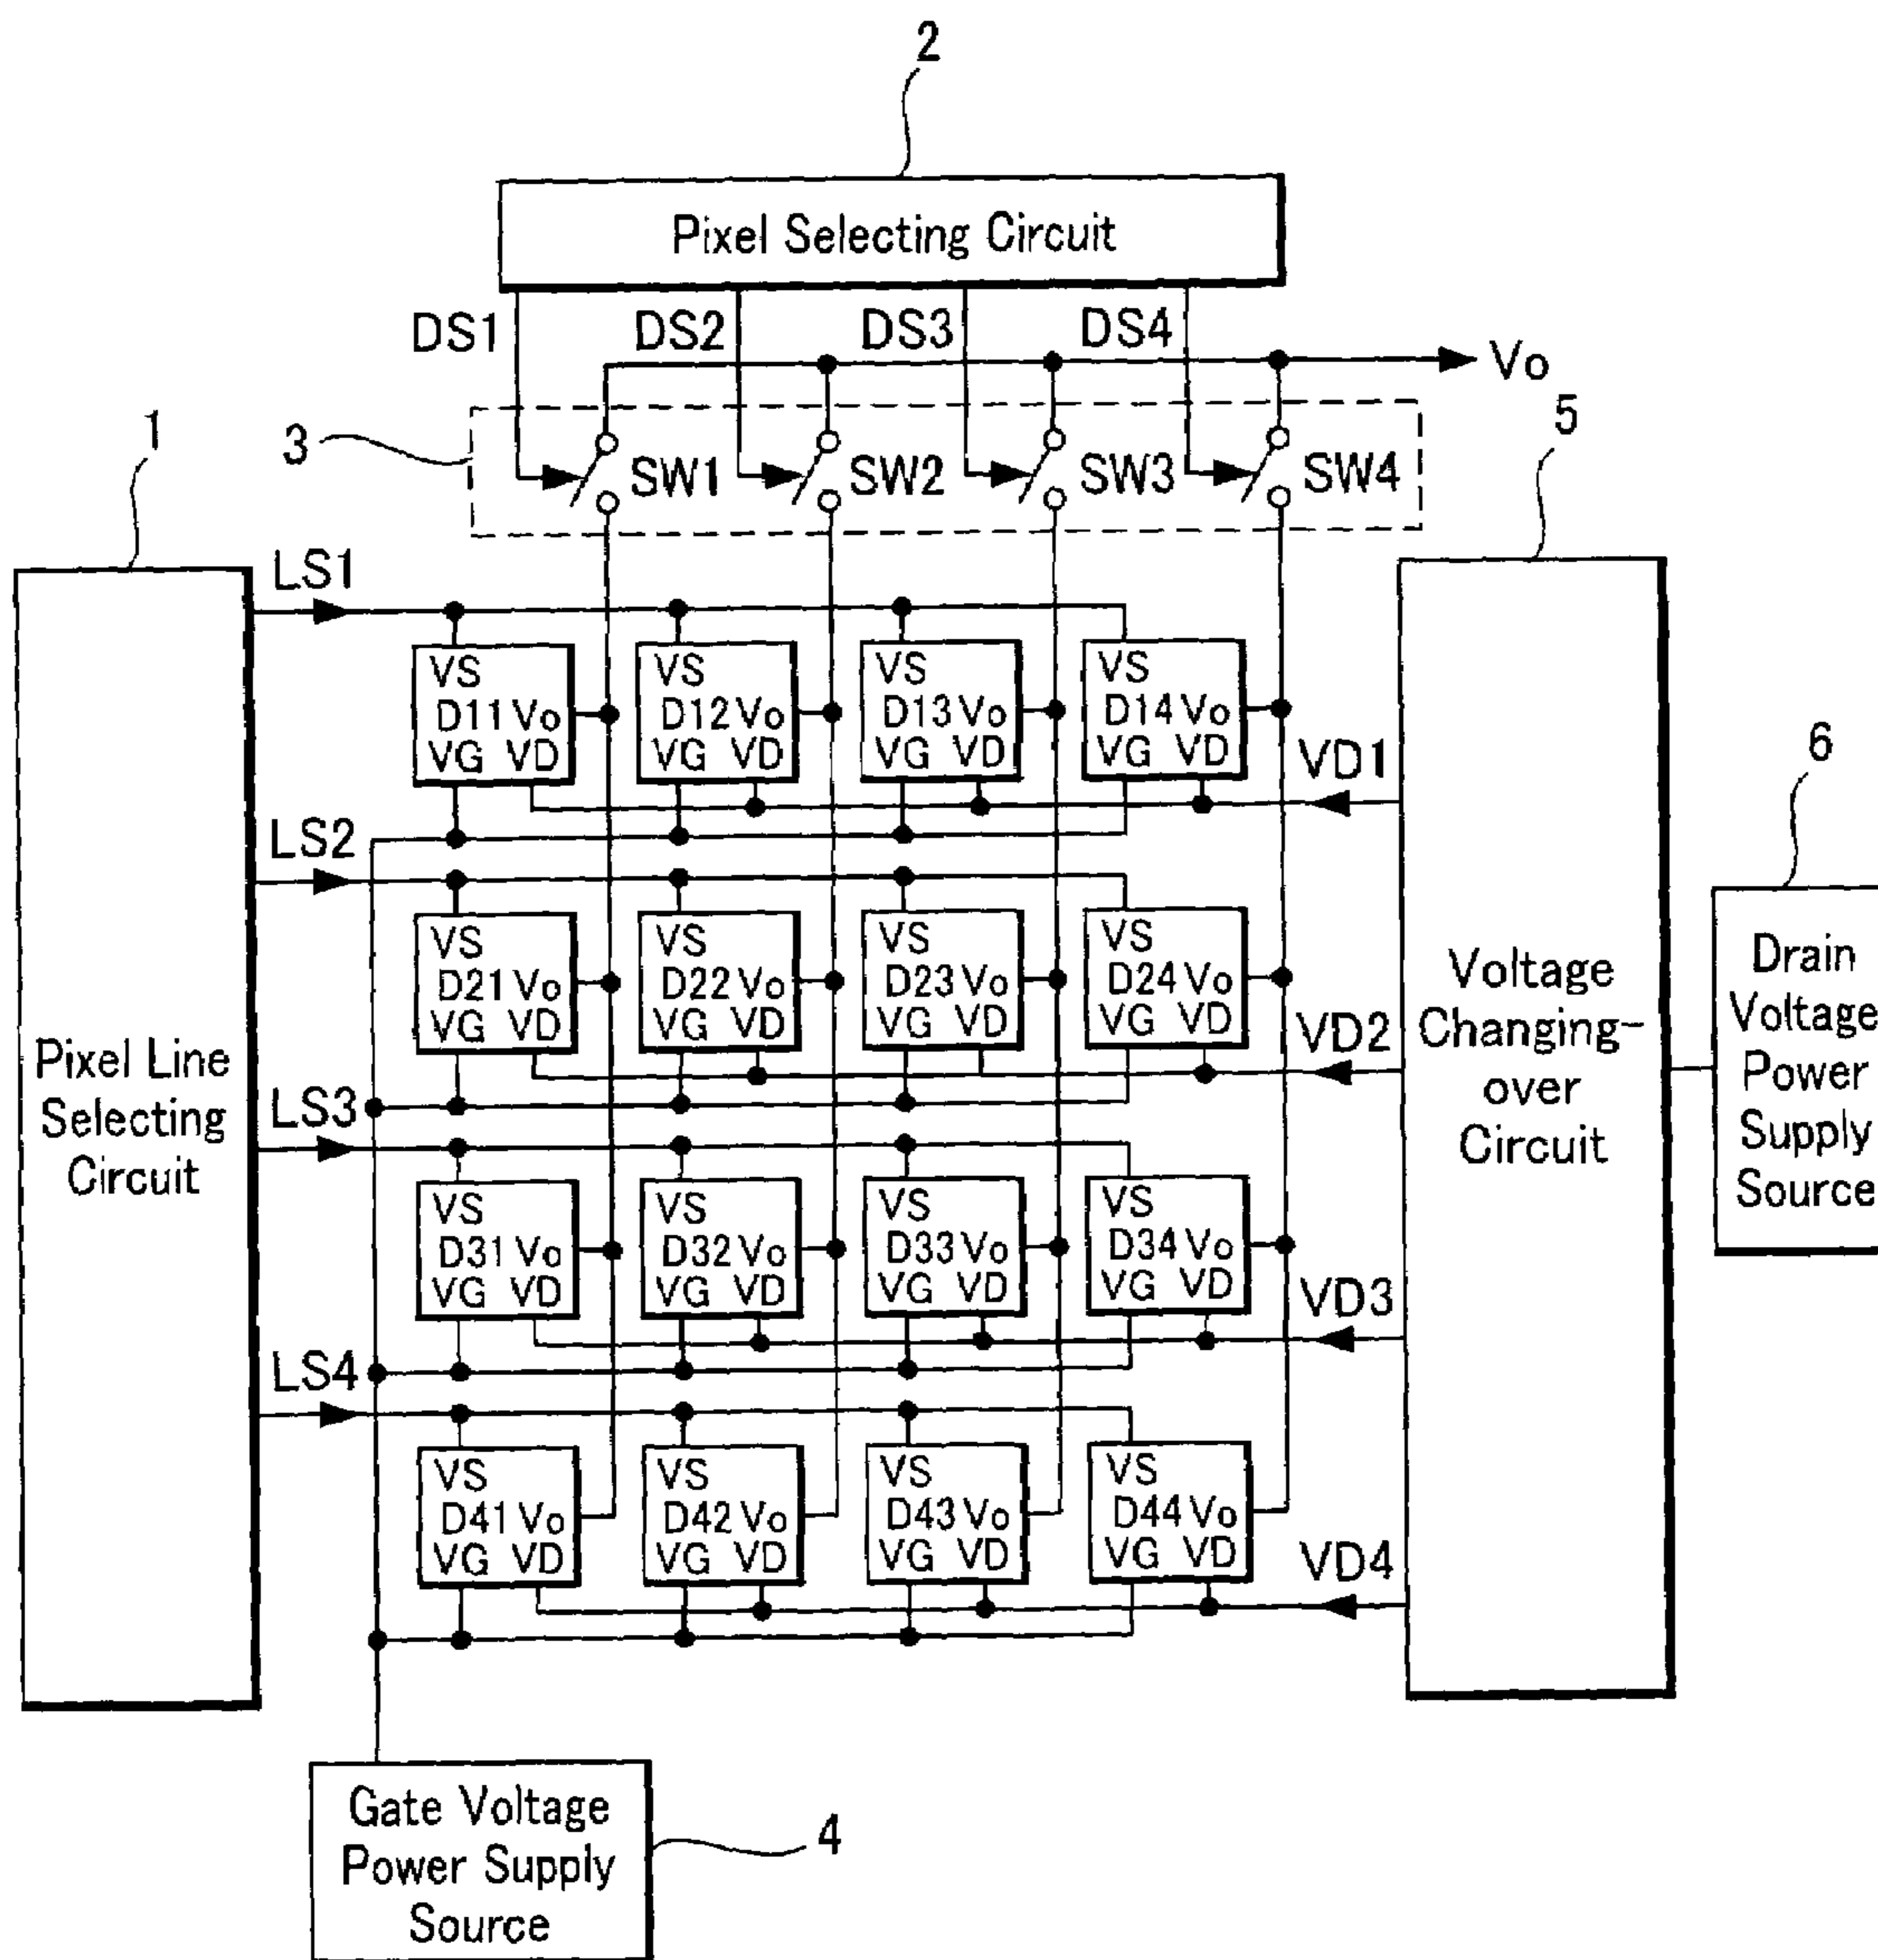 2
Pixel Selecting Circuit
DS1 DS2 DS3 DS4
Vo
1
3
5
SW1 SW2 SW3 SW4
LS1
VS VS VS VS
D11 Vo D12 Vo D13 Vo D14 Vo
VG VD VG VD VG VD VG VD
VD1
6
LS2
VS VS VS VS
D21 Vo D22 Vo D23 Vo D24 Vo
VG VD VG VD VG VD VG VD
VD2
Pixel Line
Selecting
Circuit
Voltage
Changing-
over
Circuit
Drain
Voltage
Power
Supply
Source
LS3
VS VS VS VS
D31 Vo D32 Vo D33 Vo D34 Vo
VG VD VG VD VG VD VG VD
VD3
LS4
VS VS VS VS
D41 Vo D42 Vo D43 Vo D44 Vo
VG VD VG VD VG VD VG VD
VD4
Gate Voltage
Power Supply
Source
4